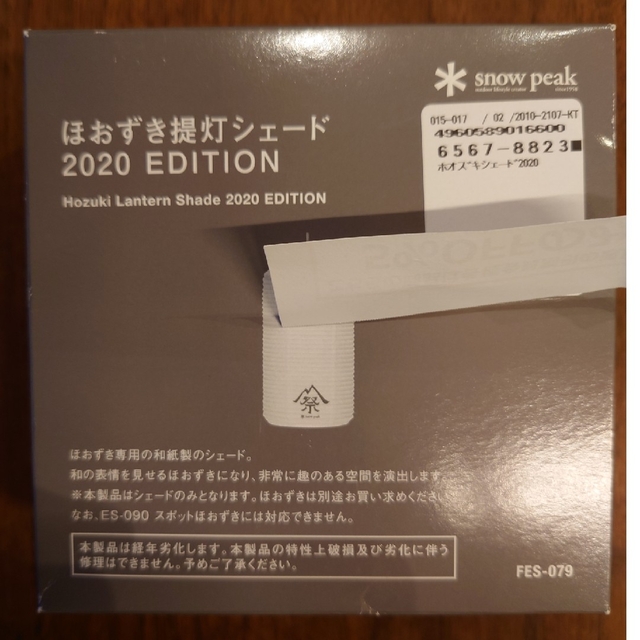 snow peak
015-017 / 02 /2010-2107-KT
4960589016600
6567-8823■
ホオズキシェード2020
ほおずき提灯シェード
2020 EDITION
Hozuki Lantern Shade 2020 EDITION
祭
ほおずき専用の和紙製のシェード。
和の表情を見せるほおずきになり、非常に趣のある空間を演出します。
※本製品はシェードのみとなります。ほおずきは別途お買い求めください。
なお、ES-090 スポットほおずきには対応できません。
本製品は経年劣化します。本製品の特性上破損及び劣化に伴う
修理はできません。予めご了承ください。
FES-079